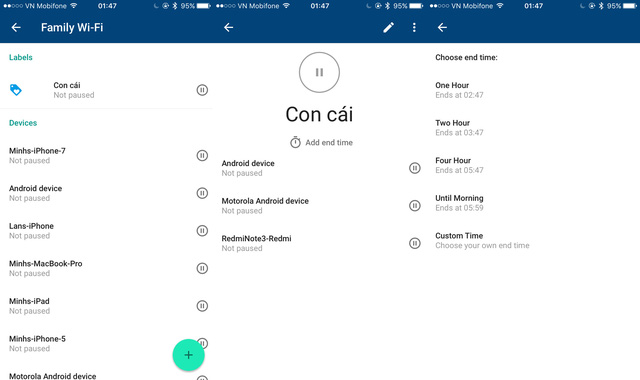 VN Mobifone 01:47 95%
Family Wi-Fi
Labels
Con cái
Not paused
Devices
Minhs-iPhone-7
Not paused
Android device
Not paused
Lans-iPhone
Not paused
Minhs-MacBook-Pro
Not paused
Minhs-iPad
Not paused
Minhs-iPhone-5
Not paused
Motorola Android device
VN Mobifone 01:47 95%
Con cái
Add end time
Android device
Not paused
Motorola Android device
Not paused
RedmiNote3-Redmi
Not paused
VN Mobifone 01:47 95%
Choose end time:
One Hour
Ends at 02:47
Two Hour
Ends at 03:47
Four Hour
Ends at 05:47
Until Morning
Ends at 05:59
Custom Time
Choose your own end time